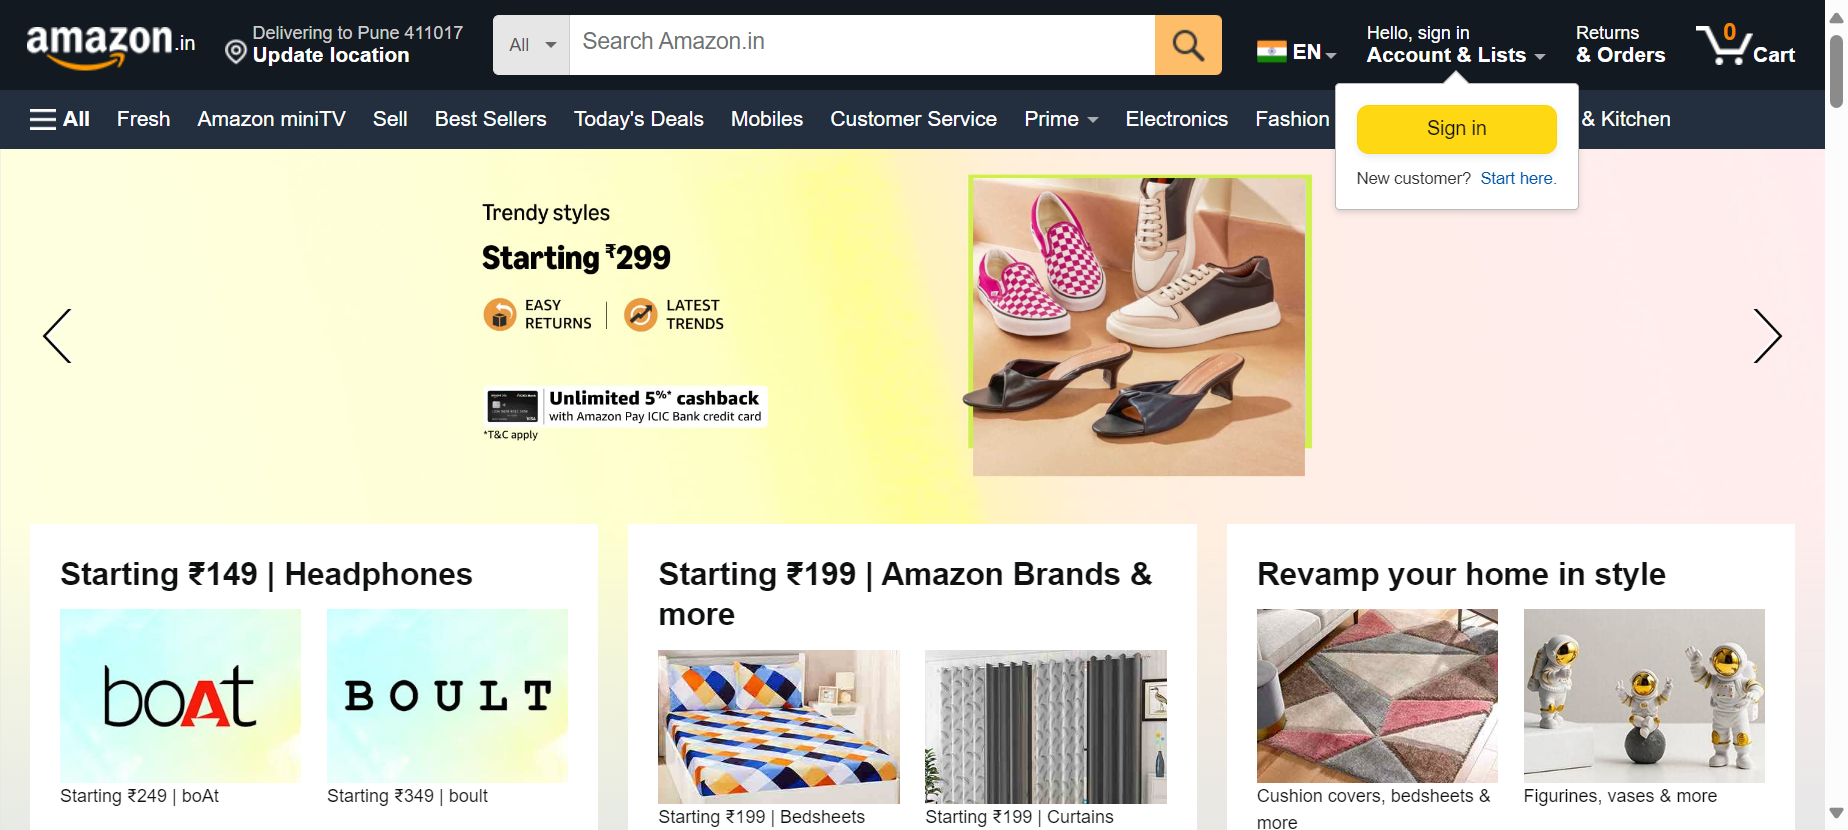 amazon.in
Delivering to Pune 411017
Update location
All
Search Amazon.in
EN
Hello, sign in
Account & Lists
Returns
& Orders
0
Cart
All
Fresh
Amazon miniTV
Sell
Best Sellers
Today's Deals
Mobiles
Customer Service
Prime
Electronics
Fashion
& Kitchen
Sign in
New customer? Start here.
Trendy styles
Starting ₹299
EASY
RETURNS
LATEST
TRENDS
Unlimited 5%* cashback
with Amazon Pay ICIC Bank credit card
*T&C apply
Starting ₹149 | Headphones
boAt
BOULT
Starting ₹249 | boAt
Starting ₹349 | boult
Starting ₹199 | Amazon Brands &
more
Starting ₹199 | Bedsheets
Starting ₹199 | Curtains
Revamp your home in style
Cushion covers, bedsheets &
more
Figurines, vases & more